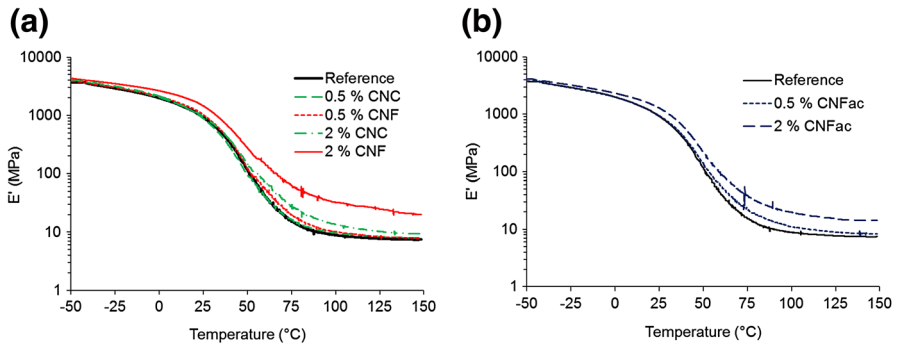 (a)
10000
1000
100
10
1
E' (MPa)
-50 -25 0 25 50 75 100 125 150
Temperature (°C)
Reference
0.5 % CNC
0.5 % CNF
2 % CNC
2 % CNF
(b)
10000
1000
100
10
1
E' (MPa)
-50 -25 0 25 50 75 100 125 150
Temperature (°C)
Reference
0.5 % CNFac
2 % CNFac